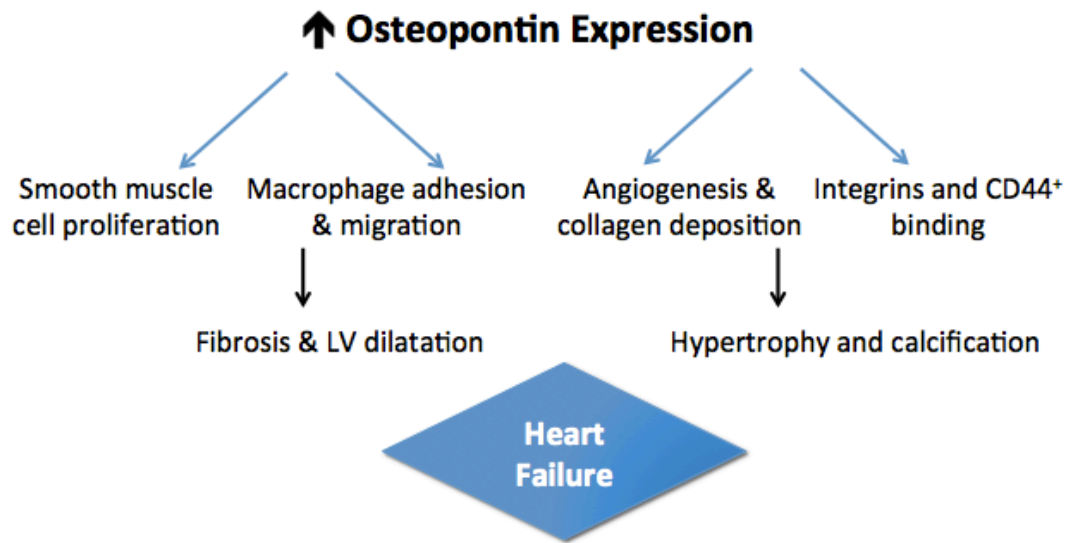 ↑ Osteopontin Expression
Smooth muscle
cell proliferation
Macrophage adhesion
& migration
Angiogenesis &
collagen deposition
Integrins and CD44⁺
binding
Fibrosis & LV dilatation
Hypertrophy and calcification
Heart
Failure